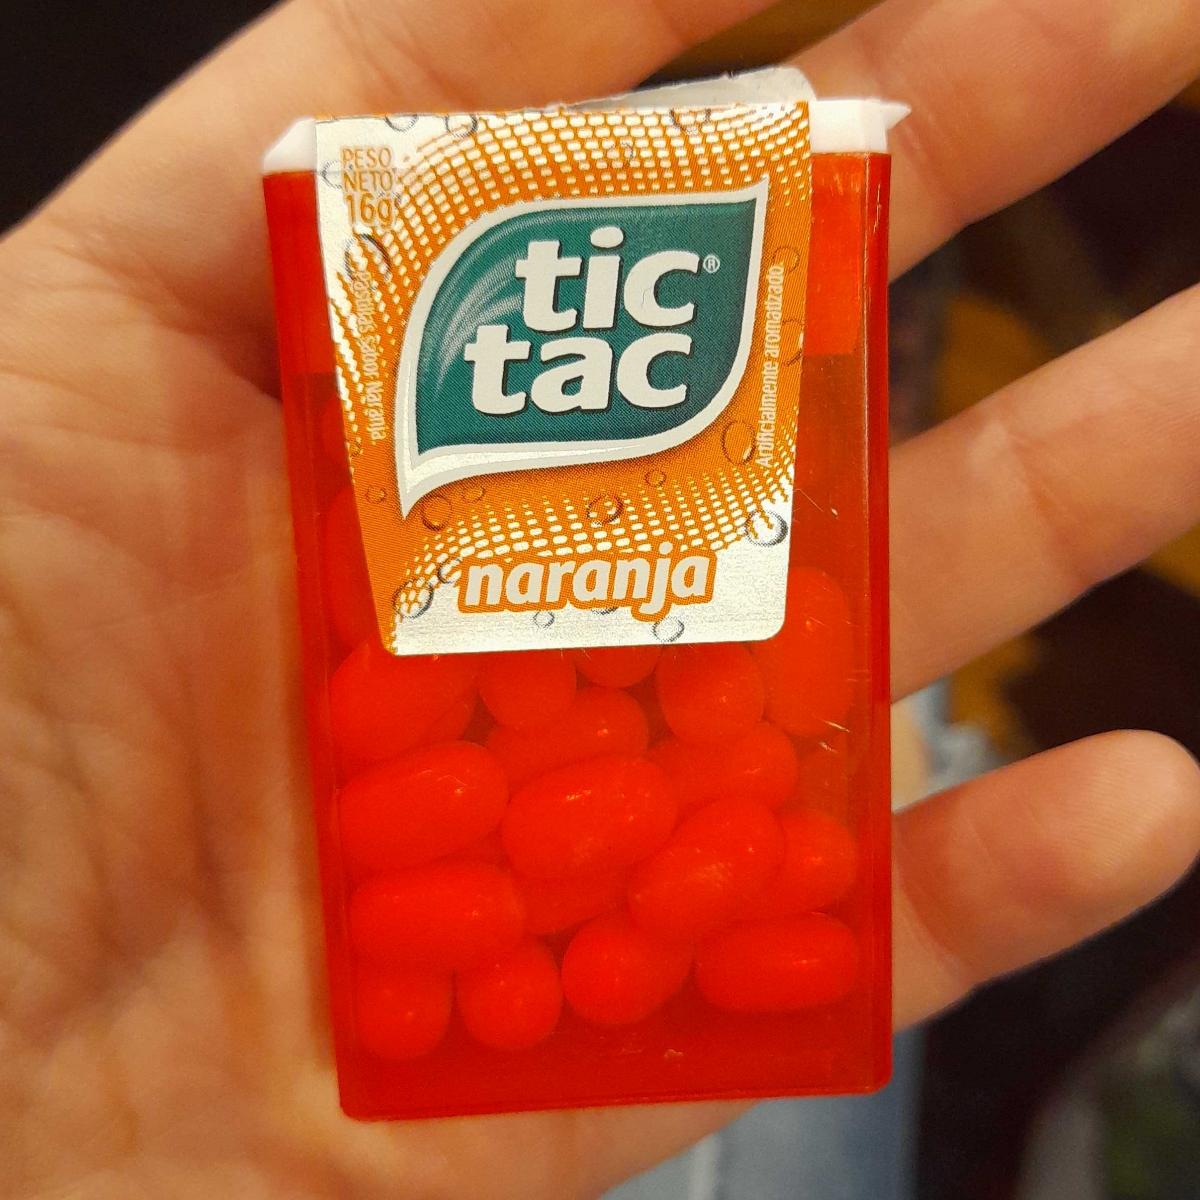 PESO
NETO
16g
tic®
tac
Pastillas sabor Naranja
Artificialmente aromatizado
naranja